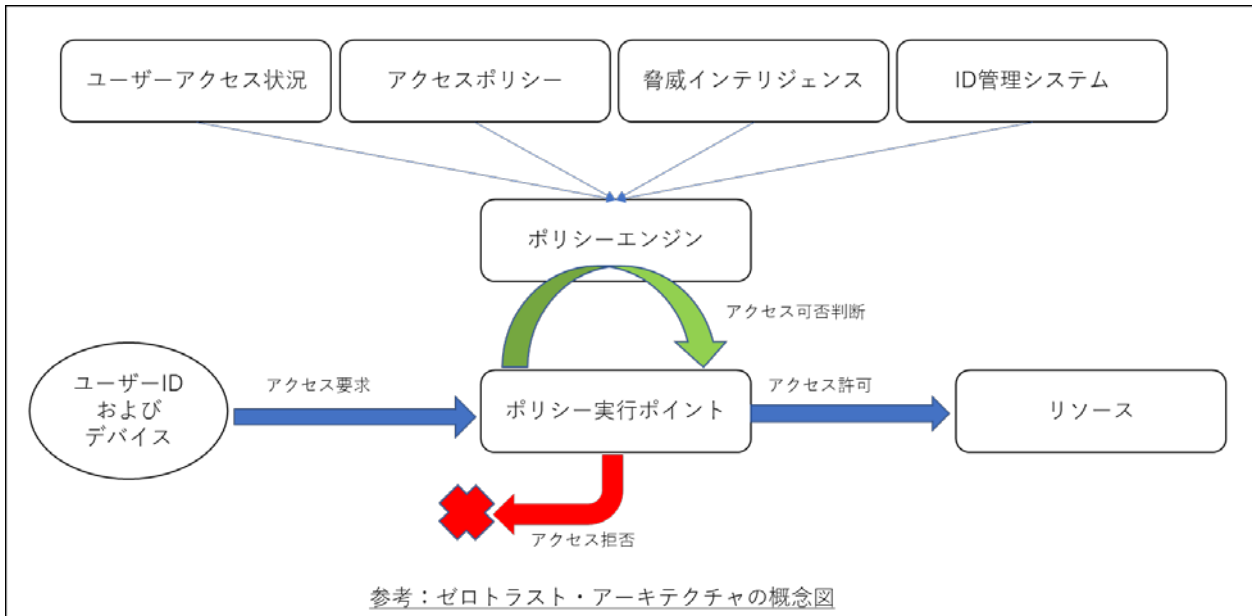 ユーザーアクセス状況
アクセスポリシー
脅威インテリジェンス
ID管理システム
ポリシーエンジン
アクセス可否判断
ユーザーID
および
デバイス
アクセス要求
ポリシー実行ポイント
アクセス許可
リソース
アクセス拒否
参考：ゼロトラスト・アーキテクチャの概念図